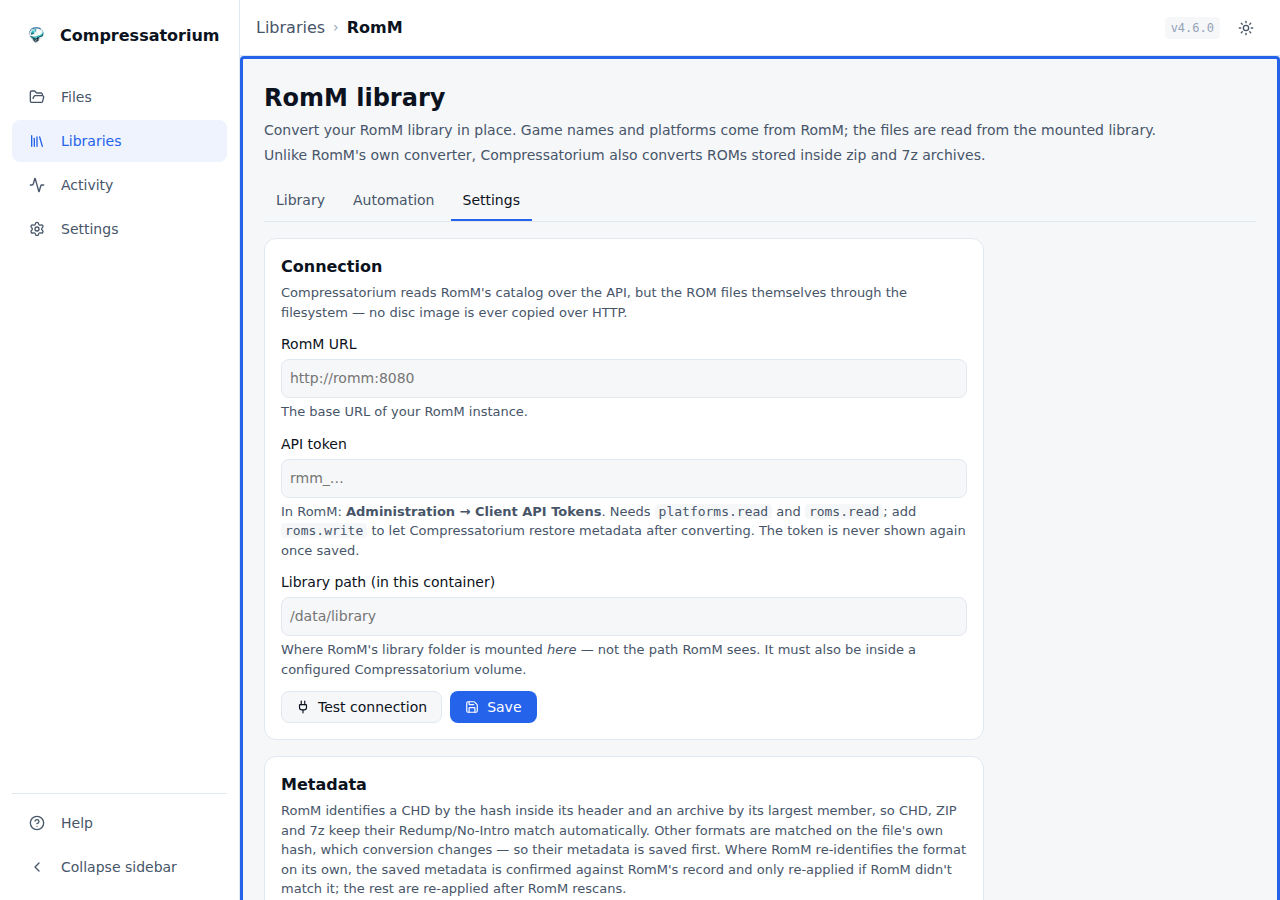 Compressatorium
Libraries › RomM
v4.6.0
Files
Libraries
Activity
Settings
Help
Collapse sidebar
RomM library
Convert your RomM library in place. Game names and platforms come from RomM; the files are read from the mounted library.
Unlike RomM's own converter, Compressatorium also converts ROMs stored inside zip and 7z archives.
Library
Automation
Settings
Connection
Compressatorium reads RomM's catalog over the API, but the ROM files themselves through the
filesystem — no disc image is ever copied over HTTP.
RomM URL
http://romm:8080
The base URL of your RomM instance.
API token
rmm_...
In RomM: Administration → Client API Tokens. Needs platforms.read and roms.read ; add
roms.write to let Compressatorium restore metadata after converting. The token is never shown again
once saved.
Library path (in this container)
/data/library
Where RomM's library folder is mounted here — not the path RomM sees. It must also be inside a
configured Compressatorium volume.
Test connection
Save
Metadata
RomM identifies a CHD by the hash inside its header and an archive by its largest member, so CHD, ZIP
and 7z keep their Redump/No-Intro match automatically. Other formats are matched on the file's own
hash, which conversion changes — so their metadata is saved first. Where RomM re-identifies the format
on its own, the saved metadata is confirmed against RomM's record and only re-applied if RomM didn't
match it; the rest are re-applied after RomM rescans.